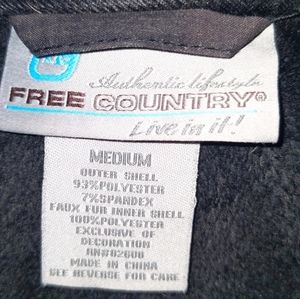 Authentic lifestyle
FREE COUNTRY®
Live in it!
MEDIUM
OUTER SHELL
93%POLYESTER
7%SPANDEX
FAUX FUR INNER SHELL
100%POLYESTER
EXCLUSIVE OF
DECORATION
RN#82600
MADE IN CHINA
SEE REVERSE FOR CARE